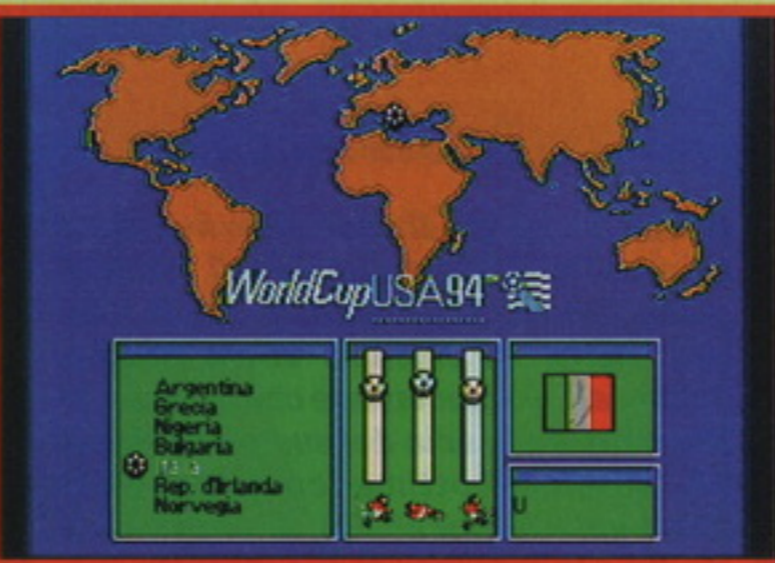 WorldCupUSA94
Argentina
Grecia
Nigeria
Bulgaria
Rep. d'Irlanda
Norvegia
U